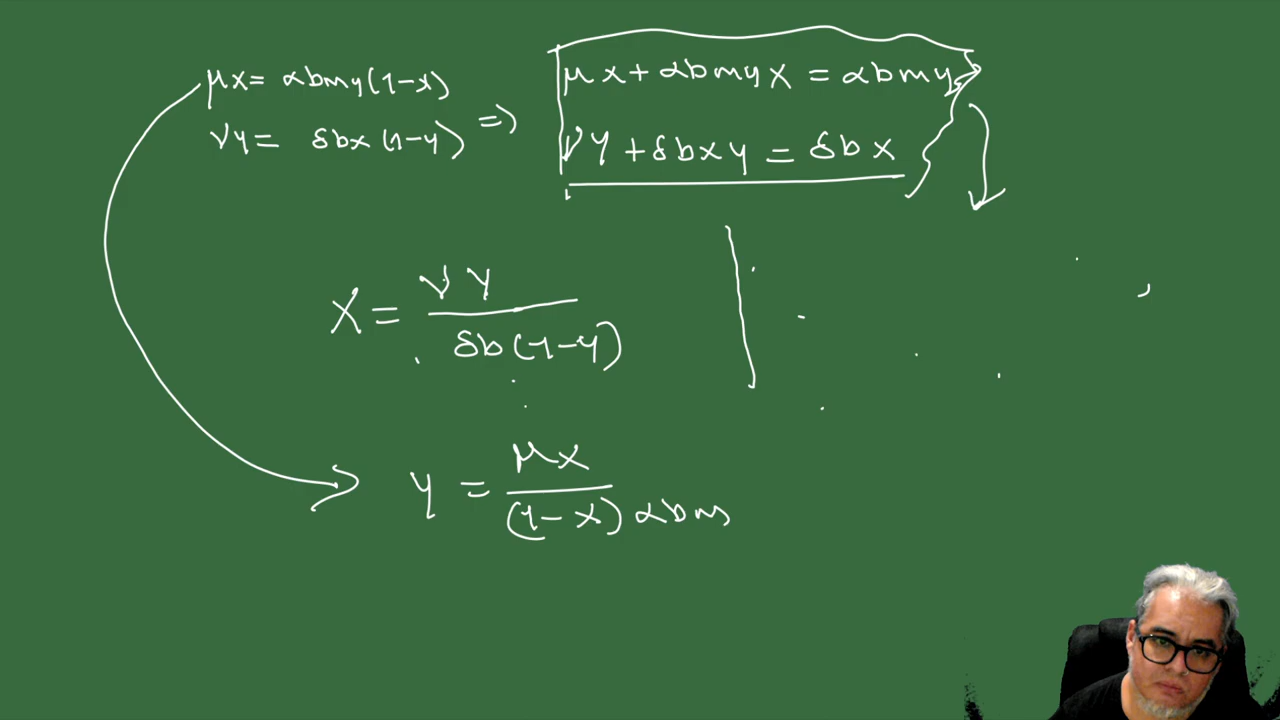 μx = αbmy(1-x)
νy = δbx(1-y) ⇒
μx + αbmyx = αbmy
νy + δbxy = δbx
x = νy / δb(1-y)
y = μx / (1-x)αbm